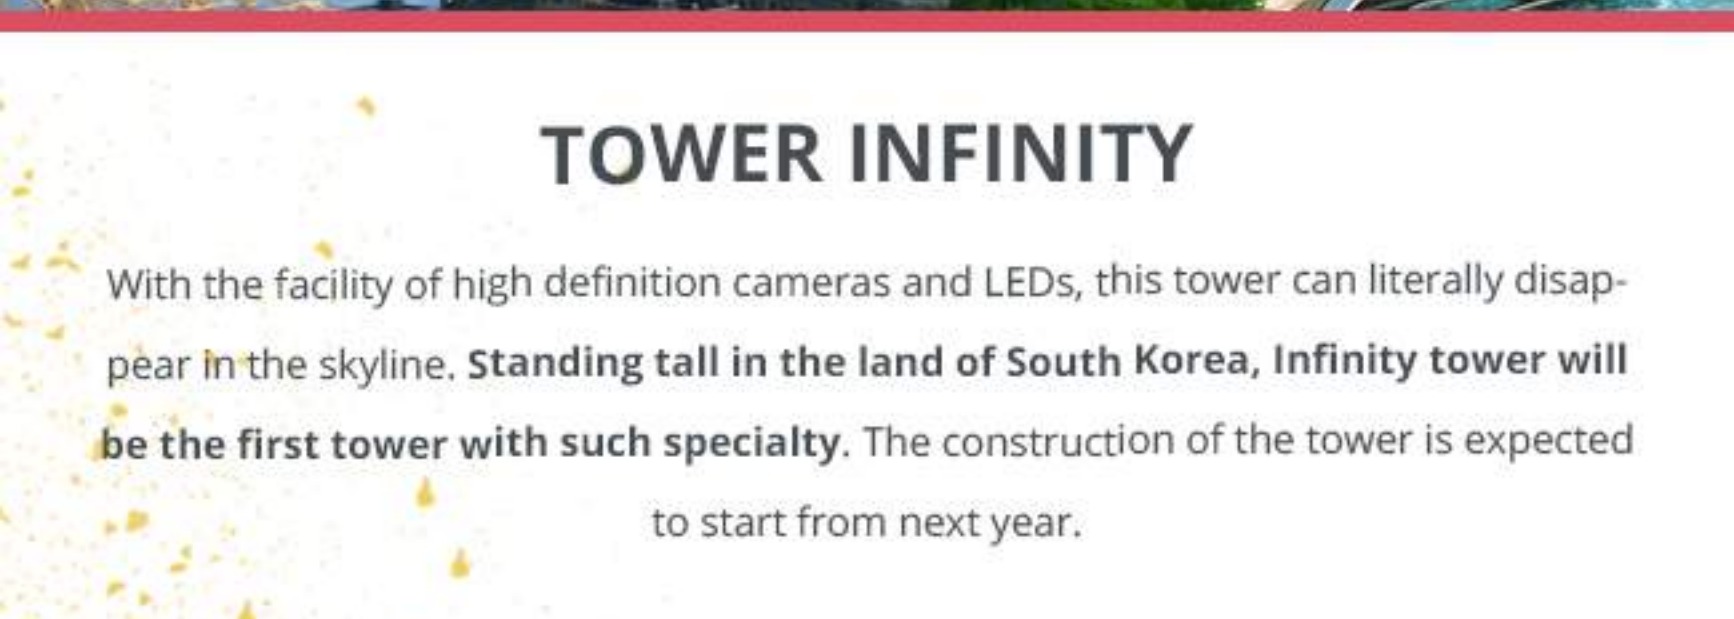 TOWER INFINITY
With the facility of high definition cameras and LEDs, this tower can literally disap-
pear in the skyline. Standing tall in the land of South Korea, Infinity tower will
be the first tower with such specialty. The construction of the tower is expected
to start from next year.